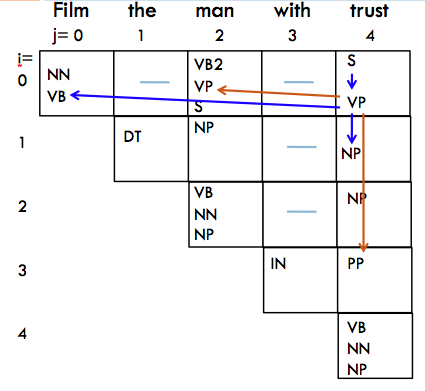 Film the man with trust
j= 0 1 2 3 4
i=
0 NN VB VB2 VP S S VP
1 DT NP NP
2 VB NN NP NP
3 IN PP
4 VB NN NP